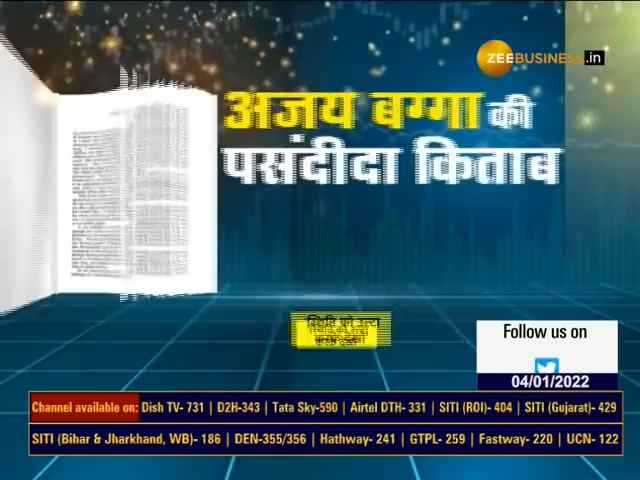 ZEEBUSINESS.in
अजय बग्गा की
पसंदीदा किताब
स्थिति को उल्टा
Follow us on
04/01/2022
Channel available on: Dish TV- 731 | D2H-343 | Tata Sky-590 | Airtel DTH- 331 | SITI (ROI)- 404 | SITI (Gujarat)- 429
SITI (Bihar & Jharkhand, WB)- 186 | DEN-355/356 | Hathway- 241 | GTPL- 259 | Fastway- 220 | UCN- 122